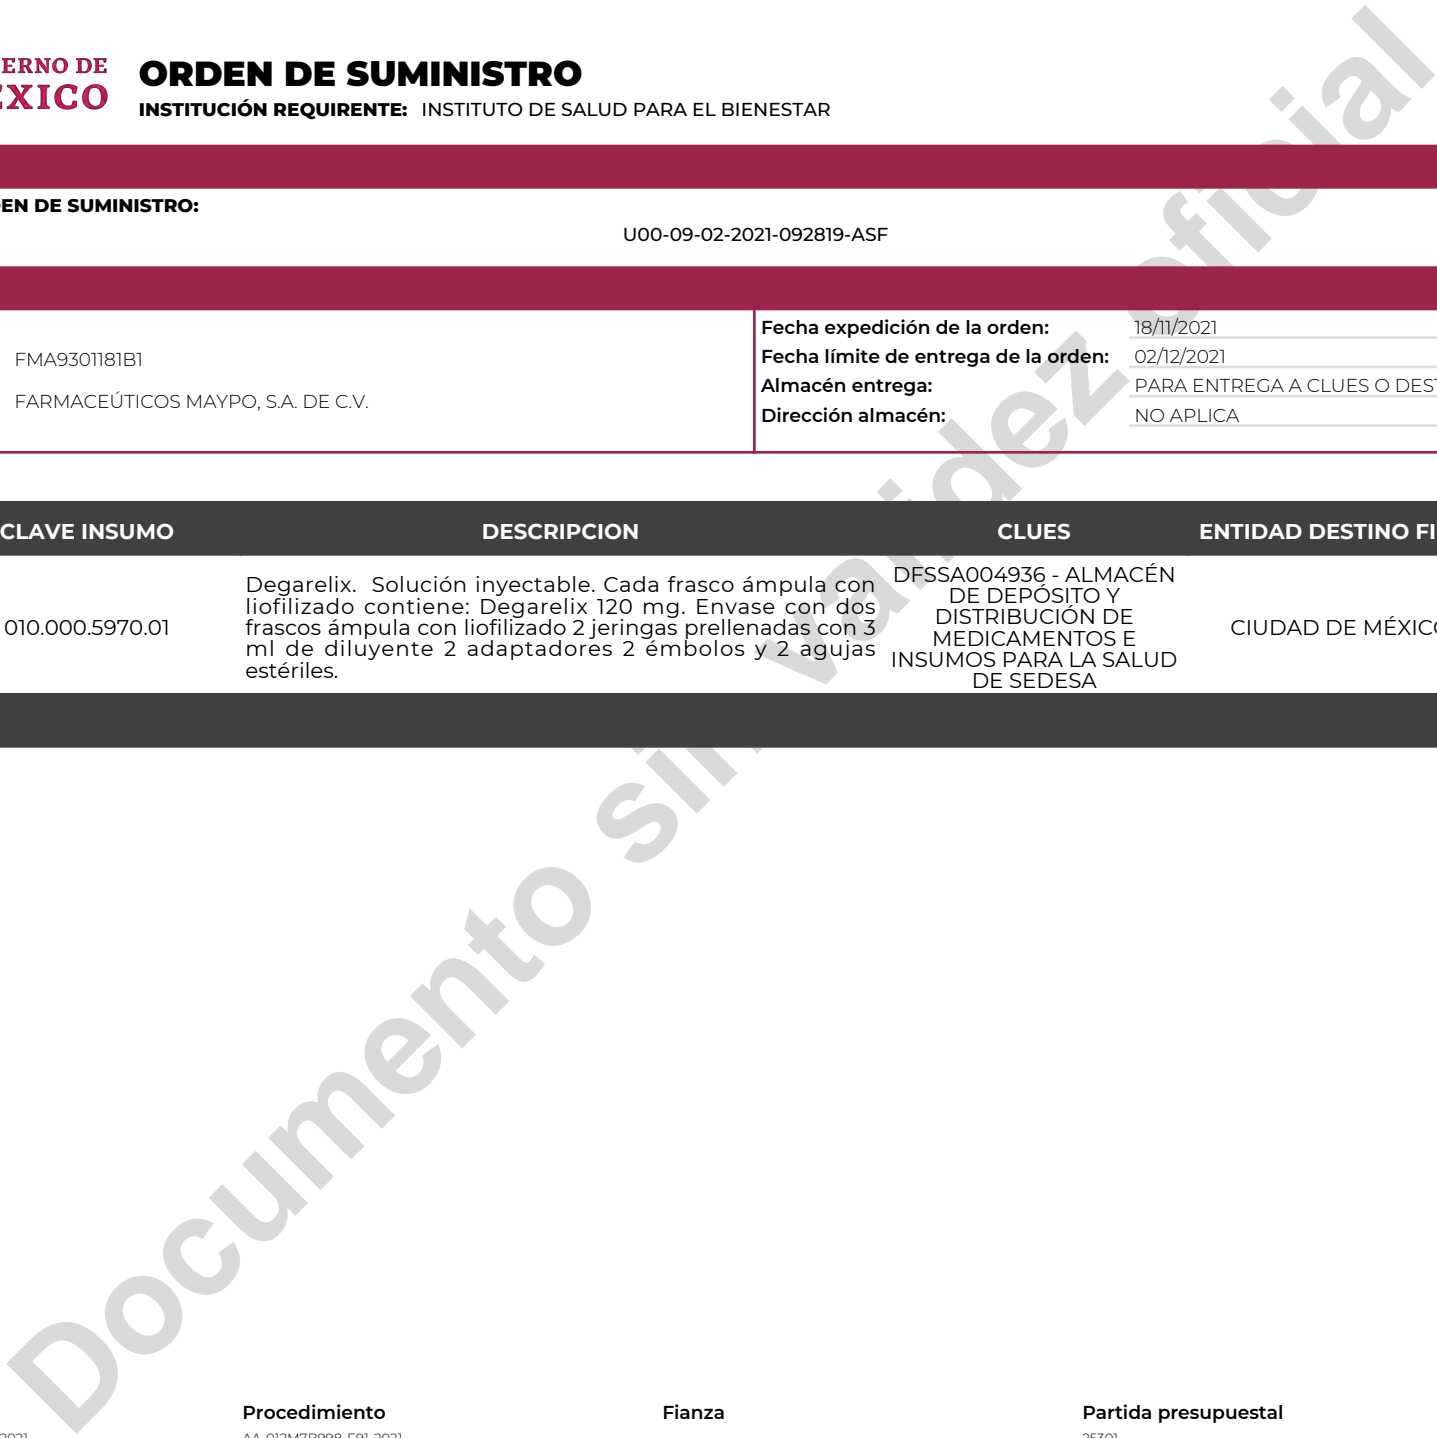 ERNO DE
ÉXICO
ORDEN DE SUMINISTRO
INSTITUCIÓN REQUIRENTE: INSTITUTO DE SALUD PARA EL BIENESTAR
EN DE SUMINISTRO:
U00-09-02-2021-092819-ASF
FMA9301181B1
FARMACEÚTICOS MAYPO, S.A. DE C.V.
Fecha expedición de la orden: 18/11/2021
Fecha límite de entrega de la orden: 02/12/2021
Almacén entrega: PARA ENTREGA A CLUES O DEST
Dirección almacén: NO APLICA
CLAVE INSUMO DESCRIPCION CLUES ENTIDAD DESTINO FI
010.000.5970.01
Degarelix. Solución inyectable. Cada frasco ámpula con
liofilizado contiene: Degarelix 120 mg. Envase con dos
frascos ámpula con liofilizado 2 jeringas prellenadas con 3
ml de diluyente 2 adaptadores 2 émbolos y 2 agujas
estériles.
DFSSA004936 - ALMACÉN
DE DEPÓSITO Y
DISTRIBUCIÓN DE
MEDICAMENTOS E
INSUMOS PARA LA SALUD
DE SEDESA
CIUDAD DE MÉXICO
Documento sin validez oficial
Procedimiento Fianza Partida presupuestal